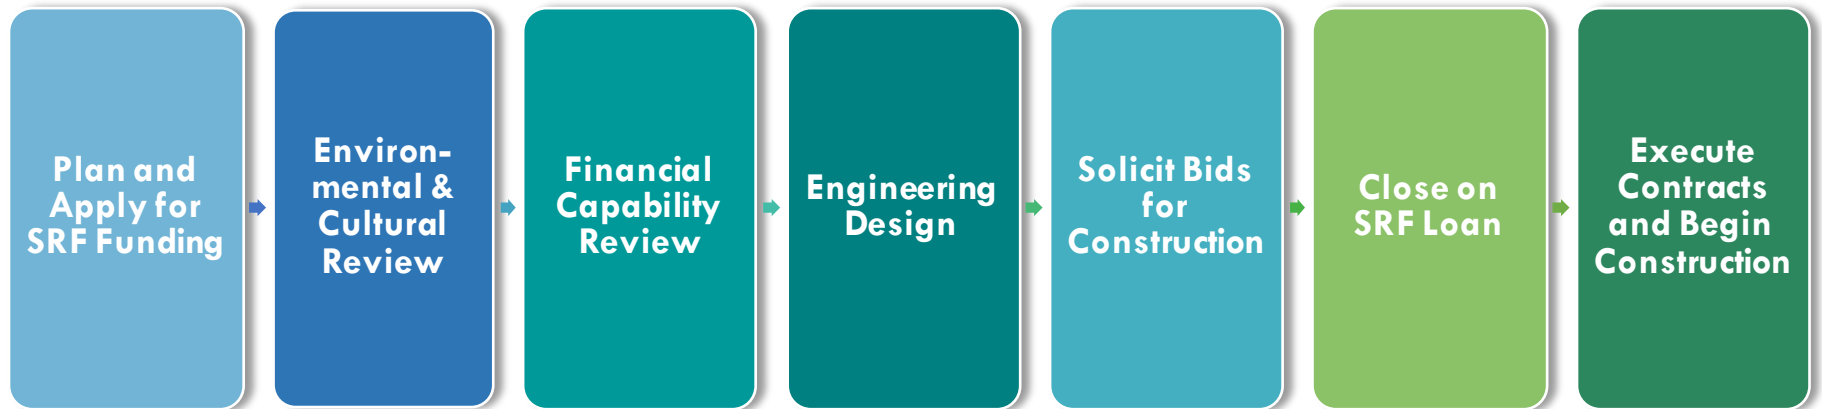 Plan and
Apply for
SRF Funding
Environ-
mental &
Cultural
Review
Financial
Capability
Review
Engineering
Design
Solicit Bids
for
Construction
Close on
SRF Loan
Execute
Contracts
and Begin
Construction